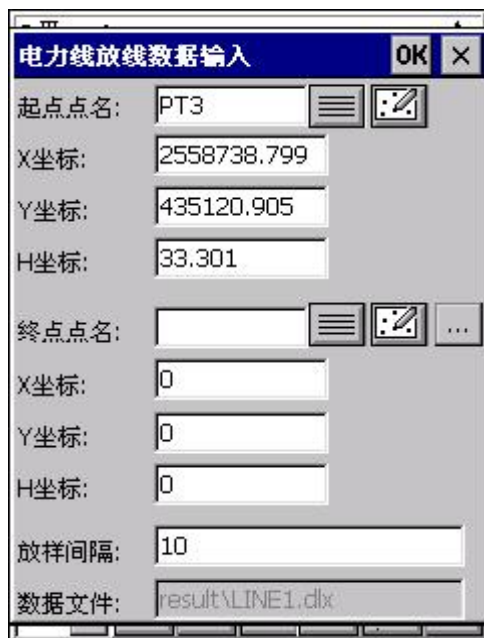 电力线放线数据输入 OK ×
起点点名: PT3
X坐标: 2558738.799
Y坐标: 435120.905
H坐标: 33.301
终点点名: ...
X坐标: 0
Y坐标: 0
H坐标: 0
放样间隔: 10
数据文件: result\LINE1.dlx